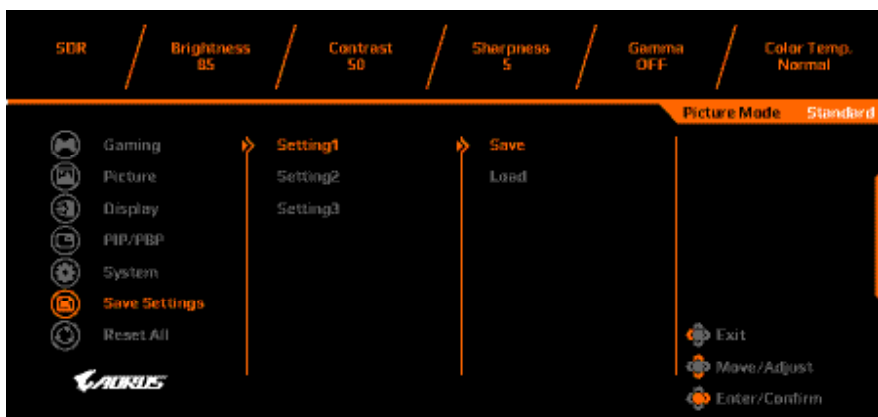 SDR
Brightness
85
Contrast
50
Sharpness
5
Gamma
OFF
Color Temp.
Normal
Picture Mode Standard
Gaming
Picture
Display
PIP/PBP
System
Save Settings
Reset All
Setting1
Setting2
Setting3
Save
Load
AORUS
Exit
Move/Adjust
Enter/Confirm